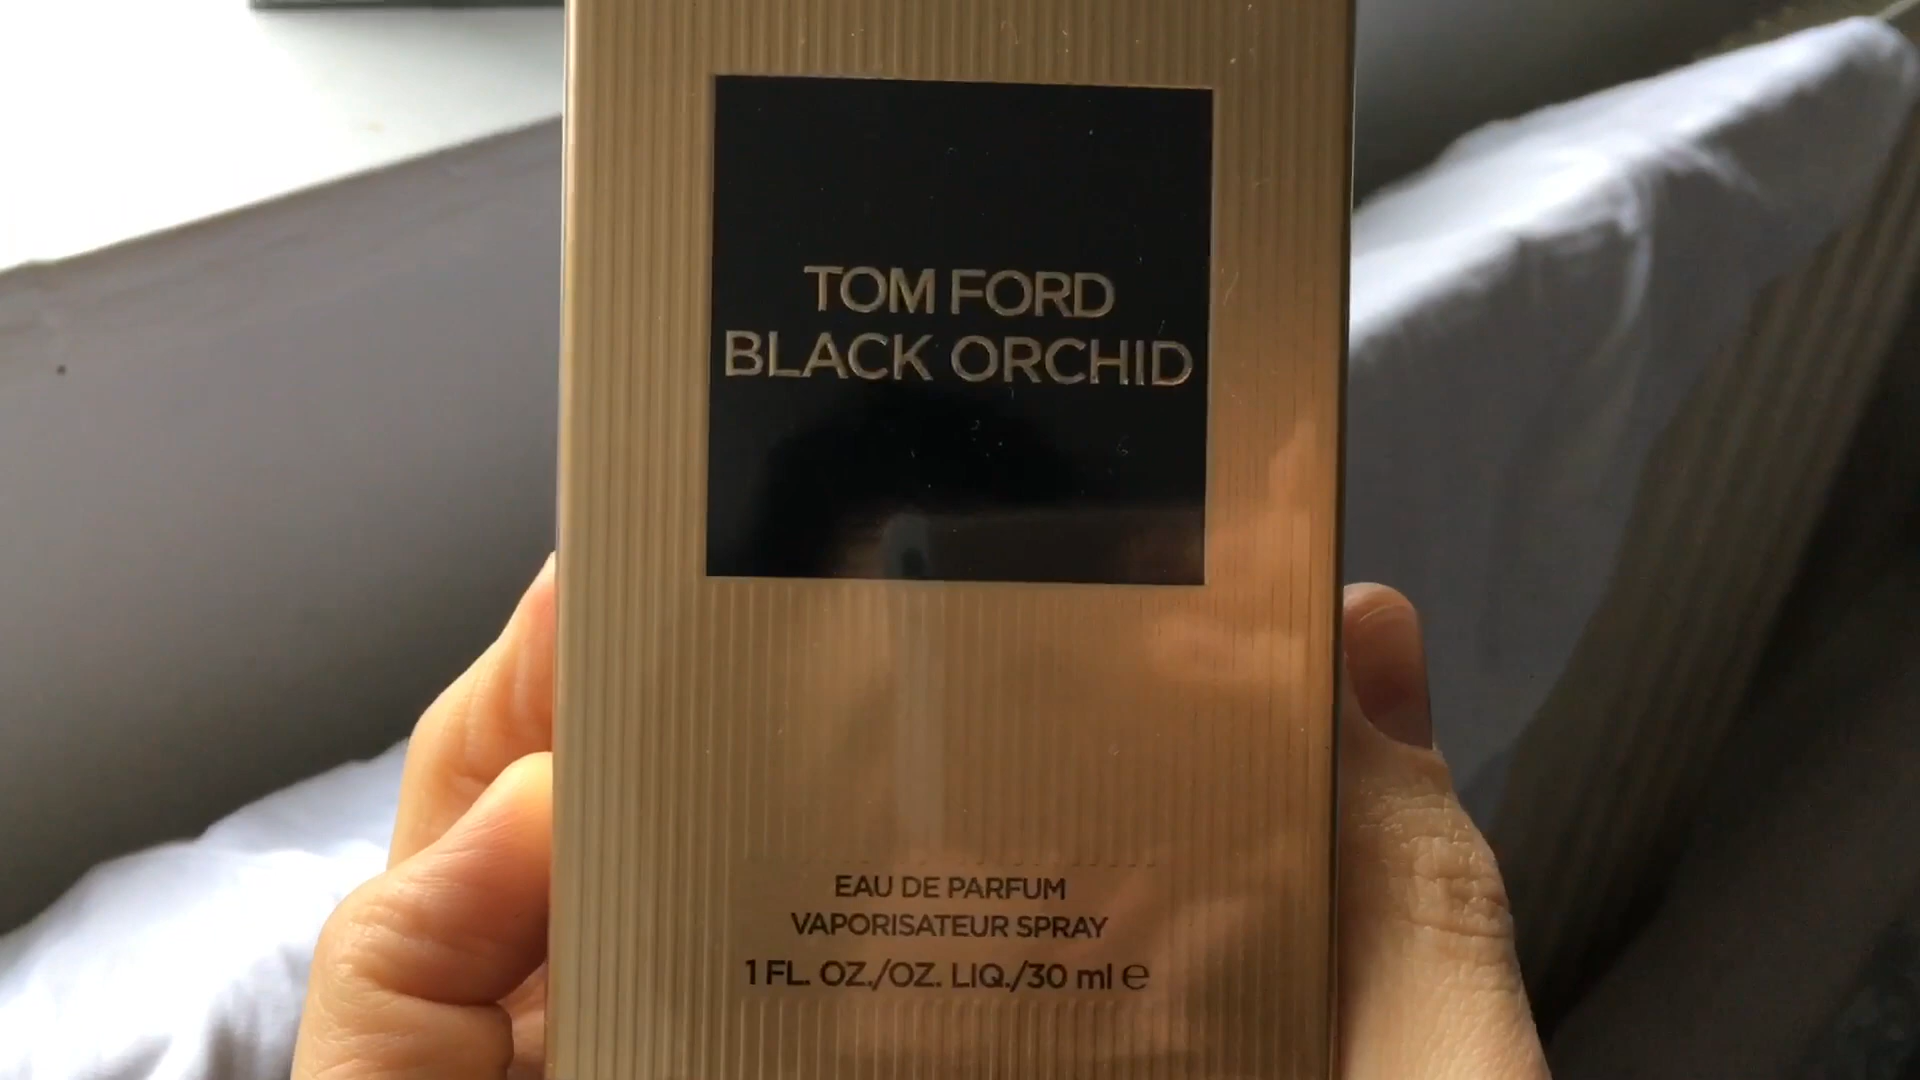 TOM FORD
BLACK ORCHID
EAU DE PARFUM
VAPORISATEUR SPRAY
1 FL. OZ./OZ. LIQ./30 ml ℮